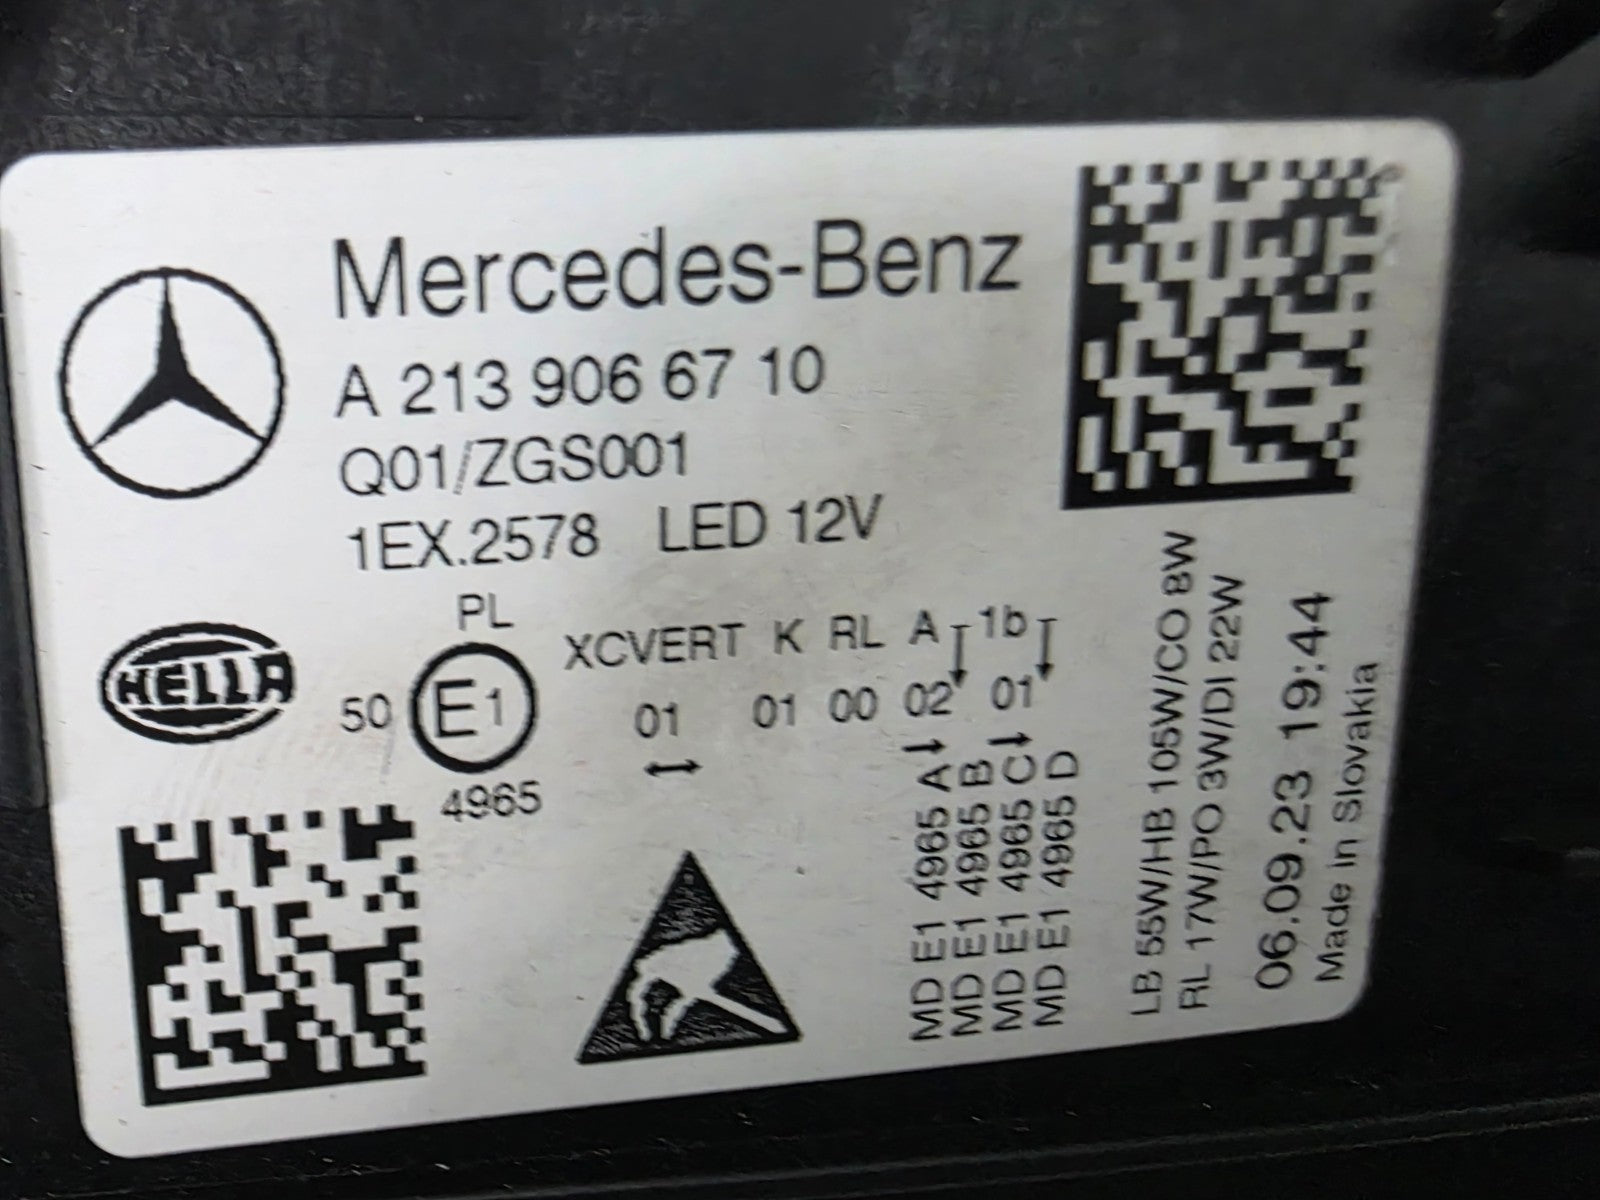 Mercedes-Benz
A 213 906 67 10
Q01/ZGS001
1EX.2578 LED 12V
HELLA
PL
50 E1
4965
XCVERT K RL A 1b
01 01 00 02 01
MD E1 4965 A
MD E1 4965 B
MD E1 4965 C
MD E1 4965 D
LB 55W/HB 105W/CO 8W
RL 17W/PO 3W/DI 22W
06.09.23 19:44
Made in Slovakia